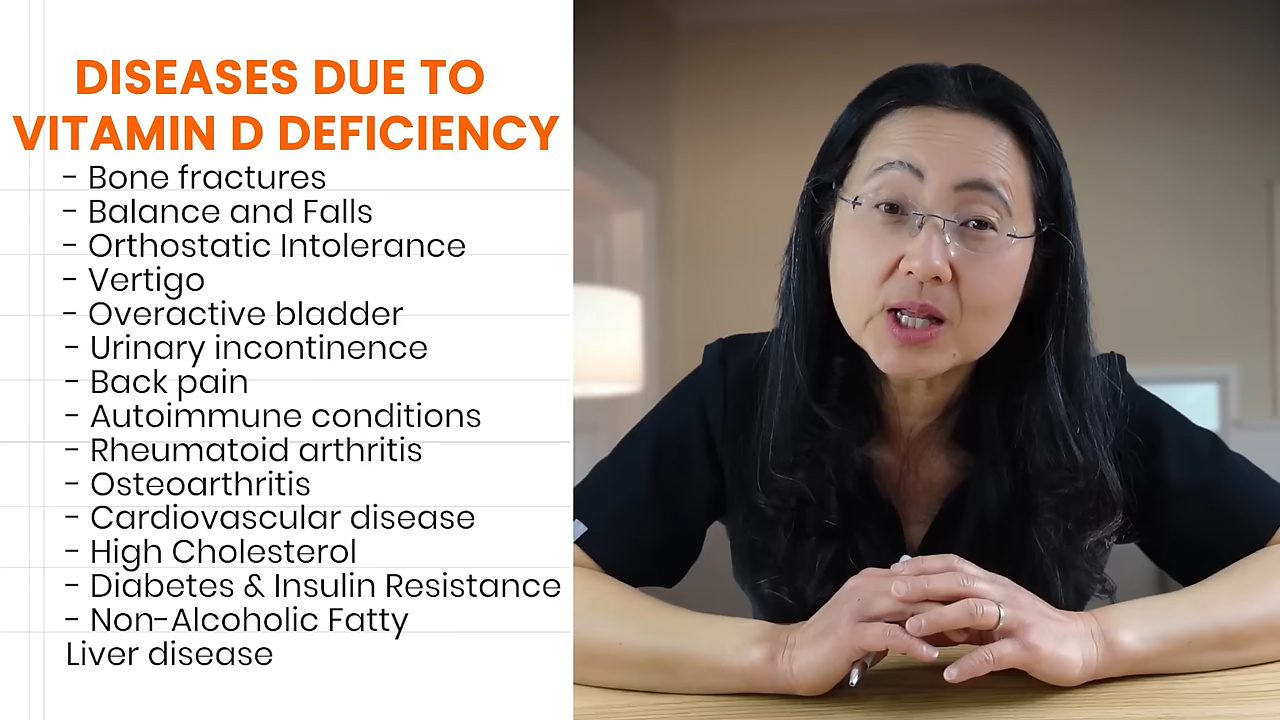 DISEASES DUE TO
VITAMIN D DEFICIENCY
- Bone fractures
- Balance and Falls
- Orthostatic Intolerance
- Vertigo
- Overactive bladder
- Urinary incontinence
- Back pain
- Autoimmune conditions
- Rheumatoid arthritis
- Osteoarthritis
- Cardiovascular disease
- High Cholesterol
- Diabetes & Insulin Resistance
- Non-Alcoholic Fatty
Liver disease